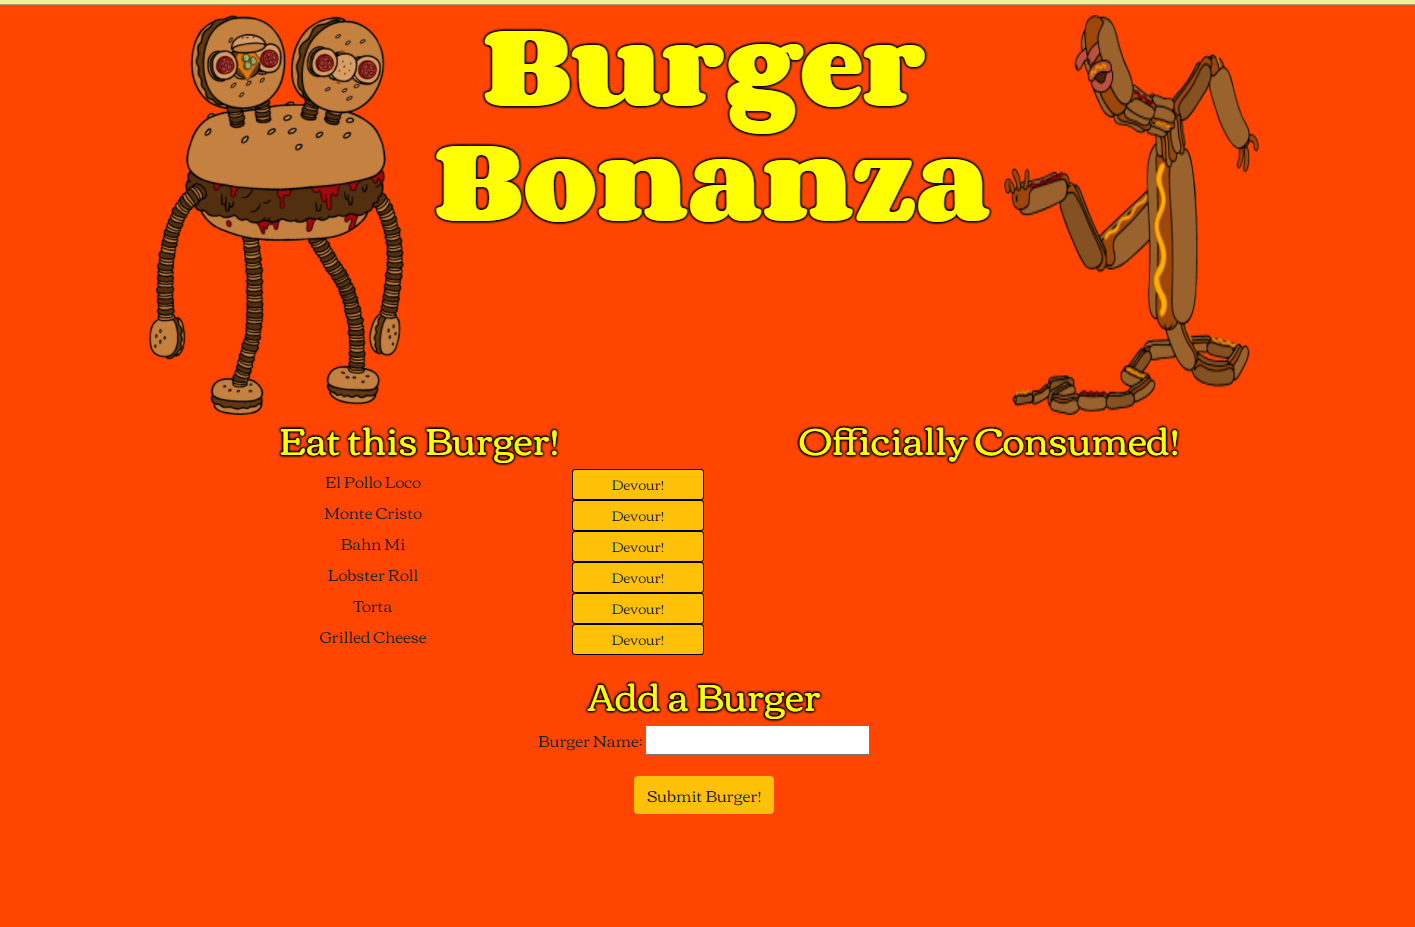 Burger
Bonanza
Eat this Burger!
El Pollo Loco Devour!
Monte Cristo Devour!
Bahn Mi Devour!
Lobster Roll Devour!
Torta Devour!
Grilled Cheese Devour!
Officially Consumed!
Add a Burger
Burger Name:
Submit Burger!